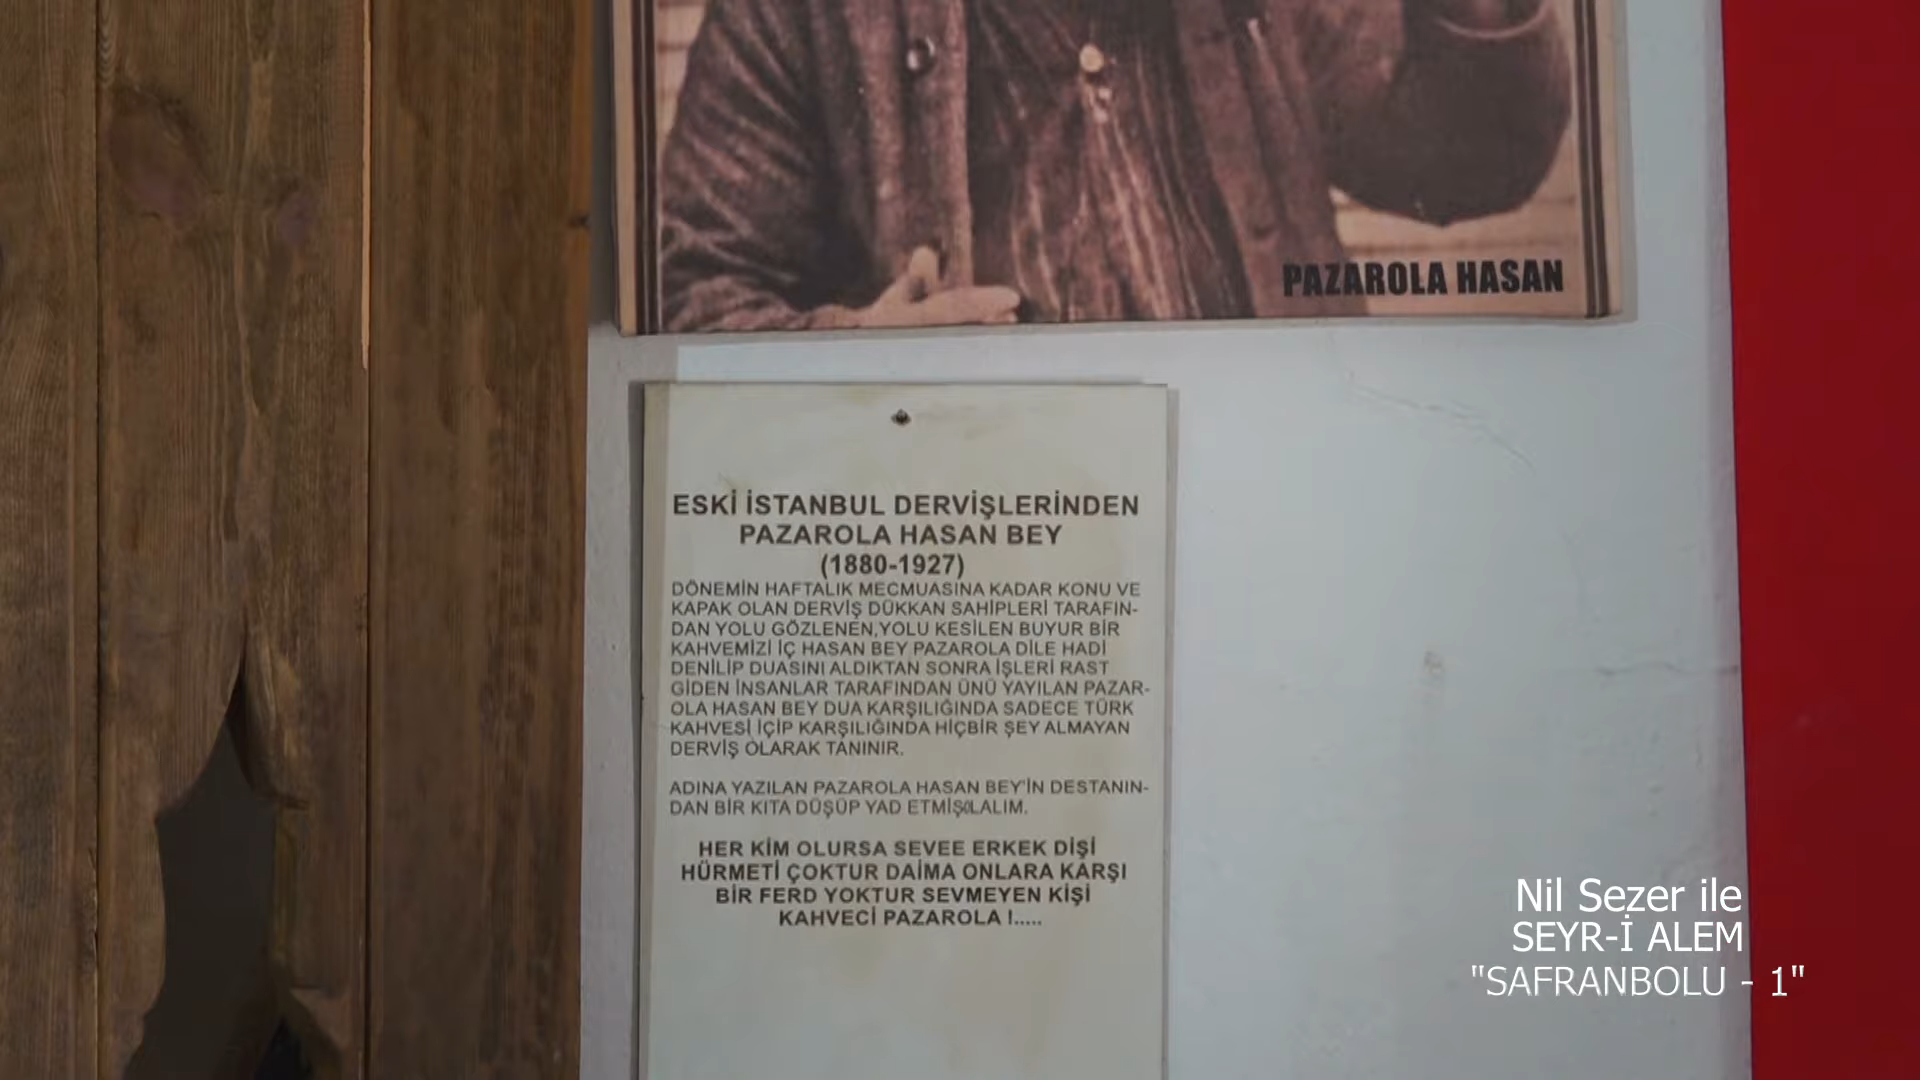 PAZAROLA HASAN
ESKİ İSTANBUL DERVİŞLERİNDEN
PAZAROLA HASAN BEY
(1880-1927)
DÖNEMİN HAFTALIK MECMUASINA KADAR KONU VE
KAPAK OLAN DERVİŞ DÜKKAN SAHİPLERİ TARAFIN-
DAN YOLU GÖZLENEN,YOLU KESİLEN BUYUR BİR
KAHVEMİZİ İÇ HASAN BEY PAZAROLA DİLE HADİ
DENİLİP DUASINI ALDIKTAN SONRA İŞLERİ RAST
GİDEN İNSANLAR TARAFINDAN ÜNÜ YAYILAN PAZAR-
OLA HASAN BEY DUA KARŞILIĞINDA SADECE TÜRK
KAHVESİ İÇİP KARŞILIĞINDA HİÇBİR ŞEY ALMAYAN
DERVİŞ OLARAK TANINIR.
ADINA YAZILAN PAZAROLA HASAN BEY'İN DESTANIN-
DAN BİR KITA DÜŞÜP YAD
HER KİM OLURSA SEVEE ERKEK DİŞİ
HÜRMETİ ÇOKTUR DAİMA ONLARA KARŞI
BİR FERD YOKTUR SEVMEYEN KİŞİ
KAHVECİ PAZAROLA !.....
Nil Sezer ile
SEYR-İ ALEM
"SAFRANBOLU - 1"